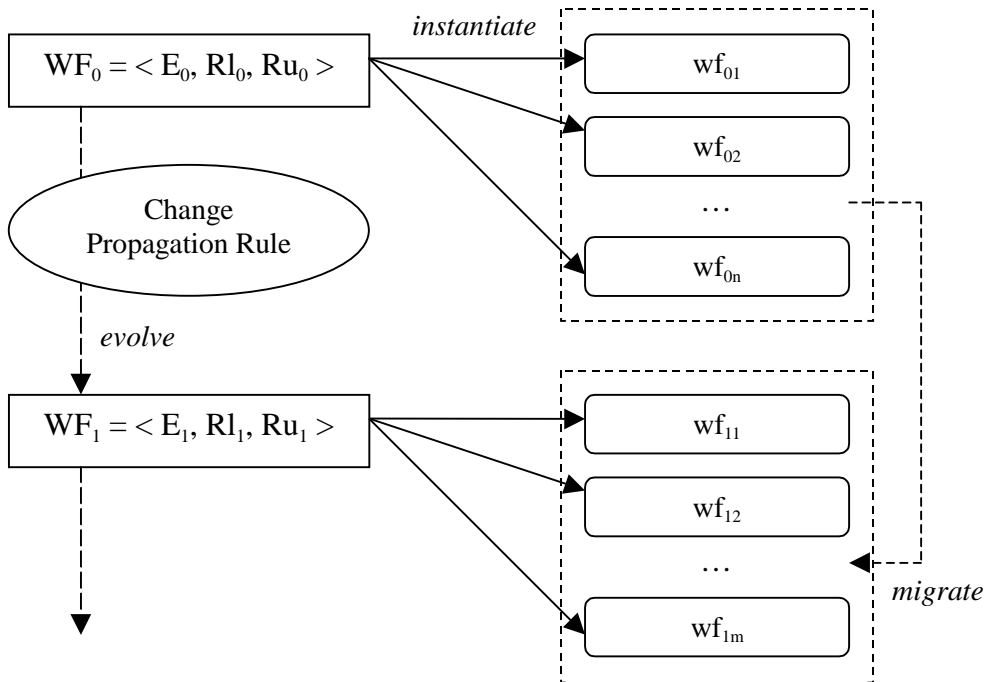 instantiate
WF₀ = < E₀, Rl₀, Ru₀ >
wf₀₁
wf₀₂
…
wf₀ₙ
Change
Propagation Rule
evolve
WF₁ = < E₁, Rl₁, Ru₁ >
wf₁₁
wf₁₂
…
migrate
wf₁ₘ